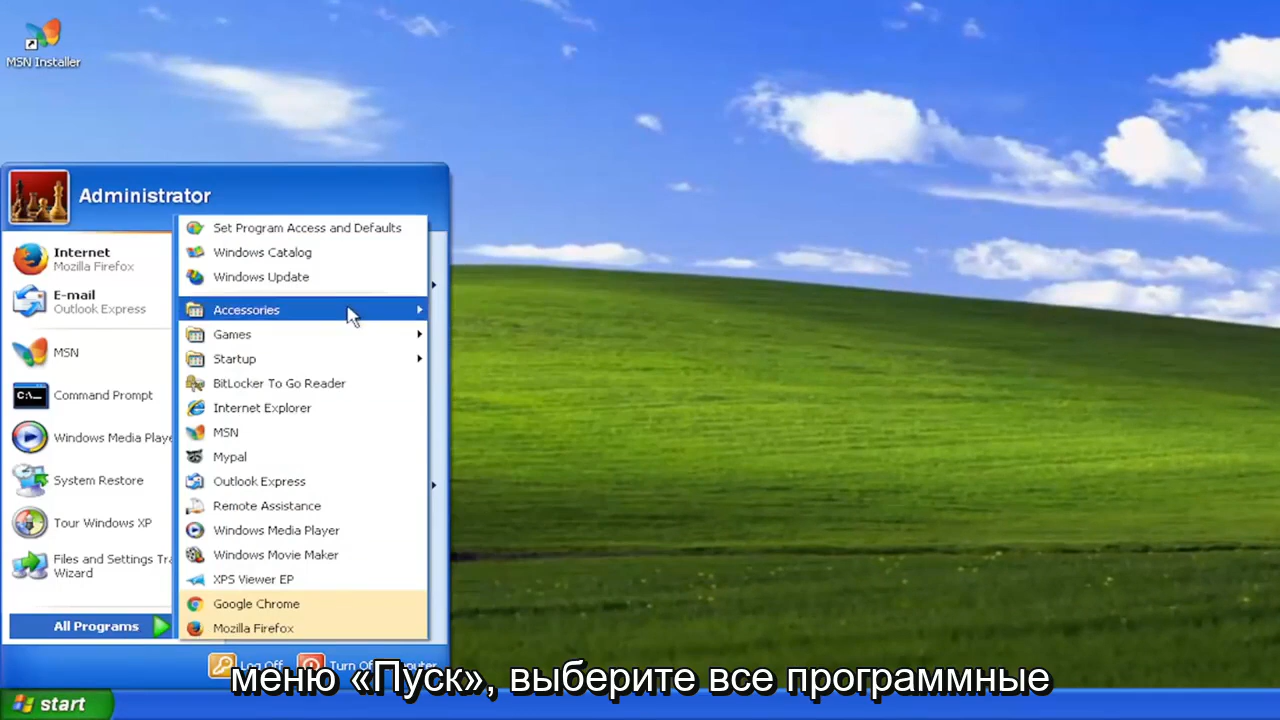 MSN Installer
Administrator
Internet
Mozilla Firefox
E-mail
Outlook Express
MSN
Command Prompt
Windows Media Playe
System Restore
Tour Windows XP
Files and Settings Tra
Wizard
All Programs
Set Program Access and Defaults
Windows Catalog
Windows Update
Accessories
Games
Startup
BitLocker To Go Reader
Internet Explorer
MSN
Mypal
Outlook Express
Remote Assistance
Windows Media Player
Windows Movie Maker
XPS Viewer EP
Google Chrome
Mozilla Firefox
Log Off
Turn Off Computer
меню «Пуск», выберите все программные
start